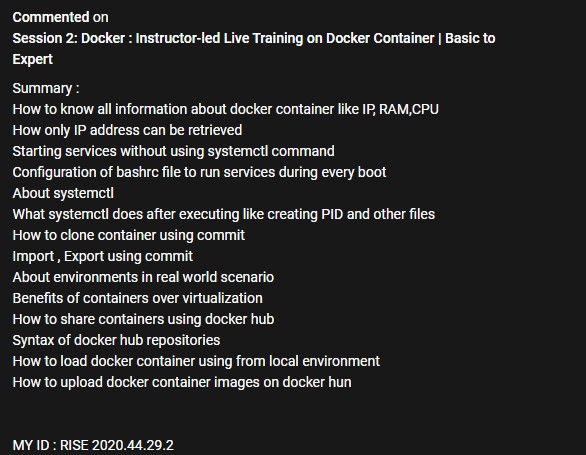 Commented on
Session 2: Docker : Instructor-led Live Training on Docker Container | Basic to
Expert
Summary :
How to know all information about docker container like IP, RAM,CPU
How only IP address can be retrieved
Starting services without using systemctl command
Configuration of bashrc file to run services during every boot
About systemctl
What systemctl does after executing like creating PID and other files
How to clone container using commit
Import , Export using commit
About environments in real world scenario
Benefits of containers over virtualization
How to share containers using docker hub
Syntax of docker hub repositories
How to load docker container using from local environment
How to upload docker container images on docker hun
MY ID : RISE 2020.44.29.2